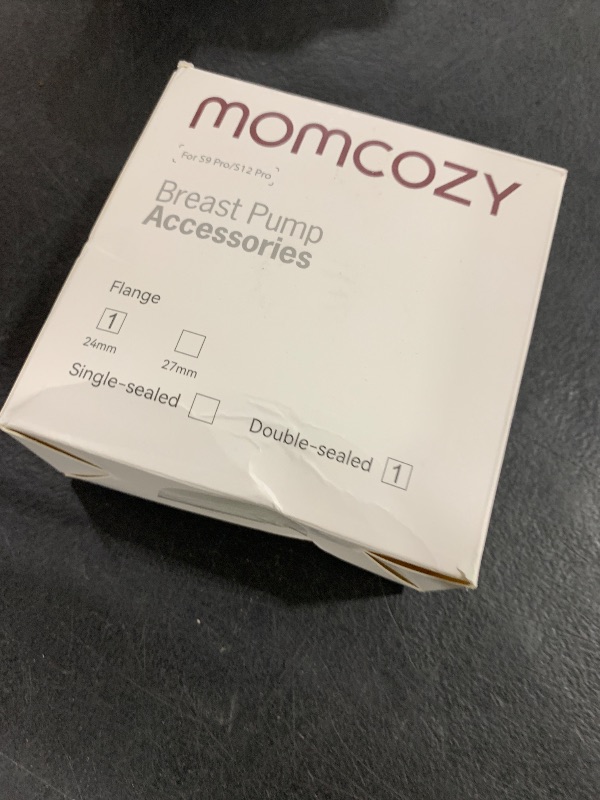 momcozy
For S9 Pro/S12 Pro
Breast Pump
Accessories
Flange
1
24mm
27mm
Single-sealed
Double-sealed 1